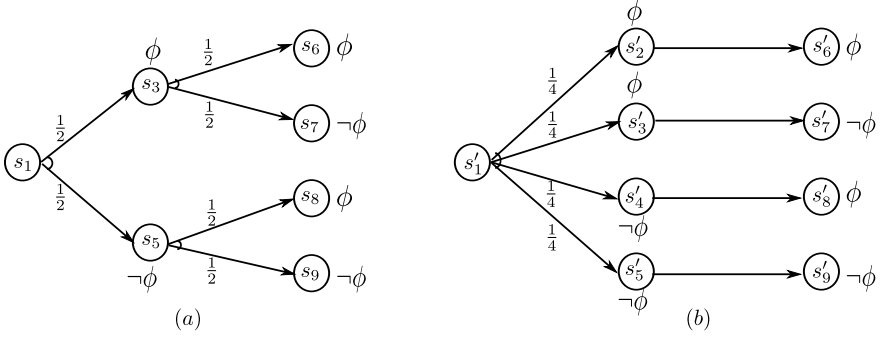 ϕ
1/2
s₆ ϕ
s₃
1/2
1/2
s₇ ¬ϕ
s₁
1/2
1/2
s₈ ϕ
s₅
¬ϕ
1/2
s₉ ¬ϕ
(a)
ϕ
s′₂
s′₆ ϕ
1/4
ϕ
1/4
s′₃
s′₇ ¬ϕ
s′₁
1/4
s′₄
s′₈ ϕ
¬ϕ
1/4
s′₅
s′₉ ¬ϕ
¬ϕ
(b)